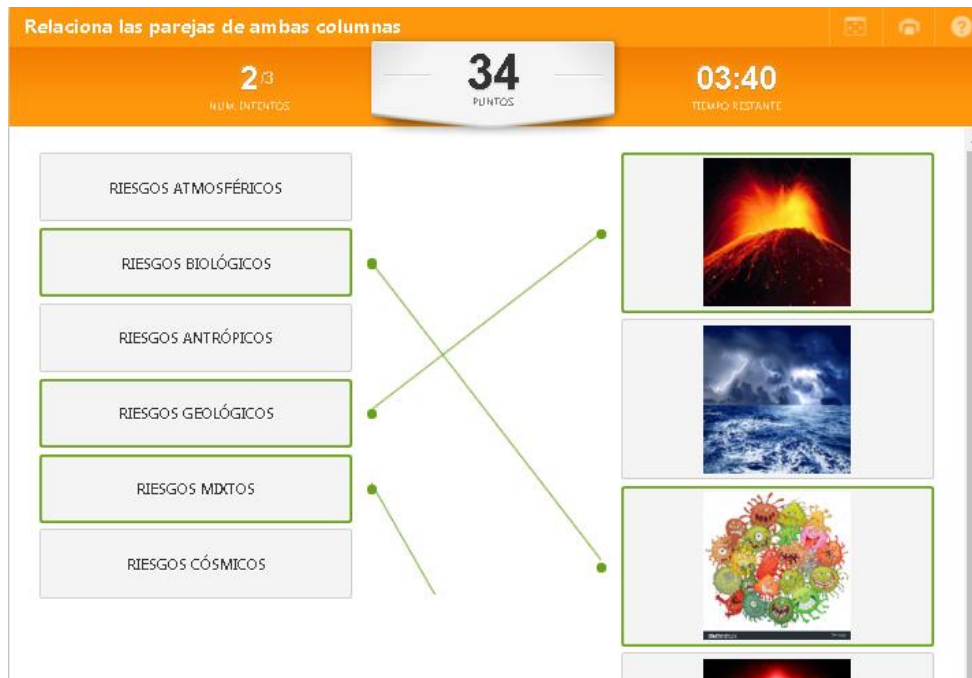 Relaciona las parejas de ambas columnas
2/3
NUM. INTENTOS
34
PUNTOS
03:40
TIEMPO RESTANTE
RIESGOS ATMOSFÉRICOS
RIESGOS BIOLÓGICOS
RIESGOS ANTRÓPICOS
RIESGOS GEOLÓGICOS
RIESGOS MIXTOS
RIESGOS CÓSMICOS